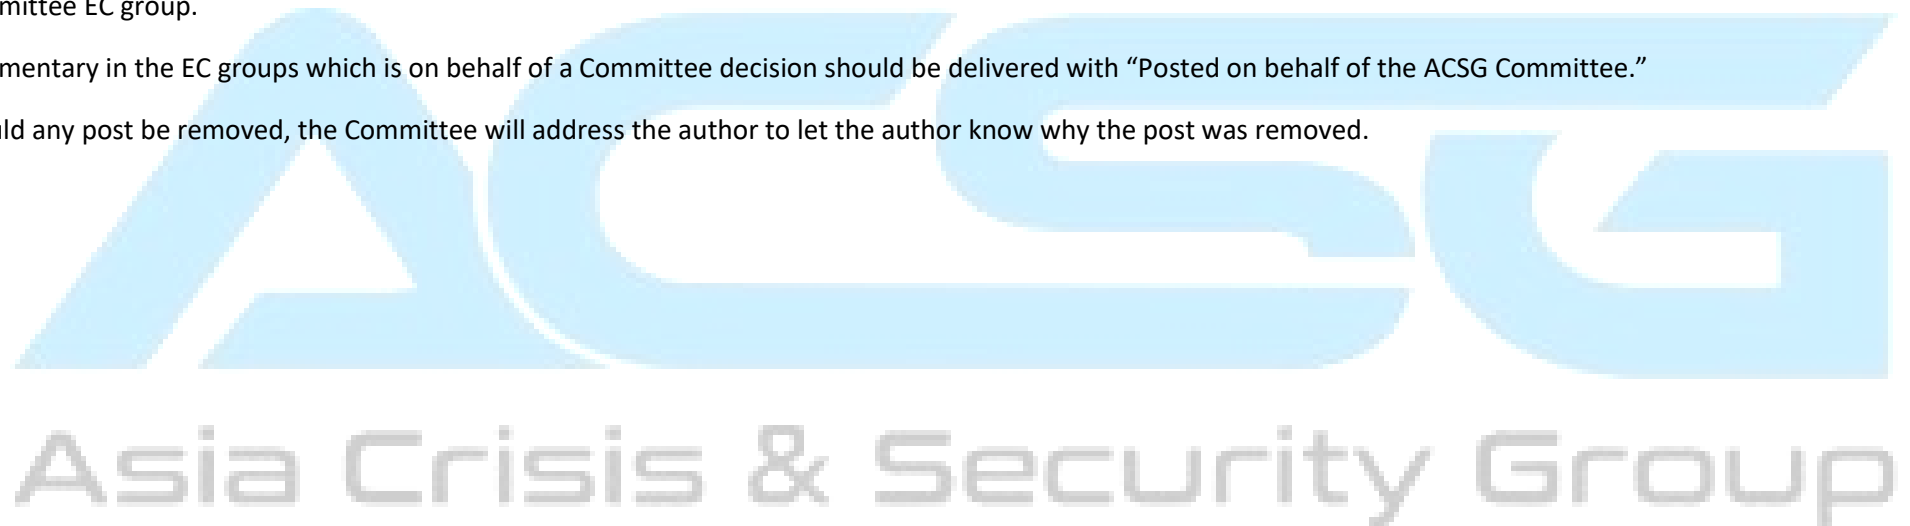 mmittee EC group.
mentary in the EC groups which is on behalf of a Committee decision should be delivered with “Posted on behalf of the ACSG Committee.”
uld any post be removed, the Committee will address the author to let the author know why the post was removed.
ACSG
Asia Crisis & Security Group